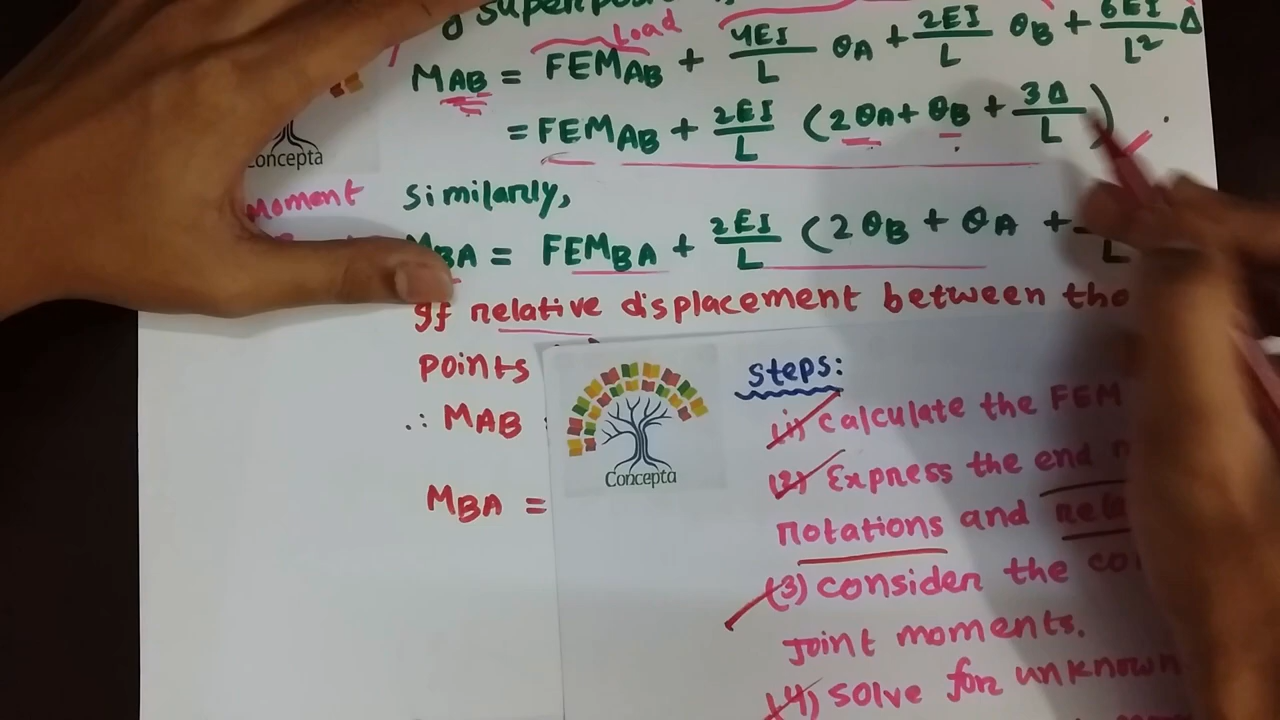 Load
MAB = FEMAB + 4EI/L θA + 2EI/L θB + 6EI/L² Δ
= FEMAB + 2EI/L (2θA + θB + 3Δ/L)
Concepta
Moment
Similarly,
MBA = FEMBA + 2EI/L (2θB + θA + /L
If relative displacement between the
points
∴ MAB
MBA =
Concepta
Steps:
(1) Calculate the FEM
(2) Express the end
rotations and
(3) consider the
Joint moments.
(4) solve for unknown